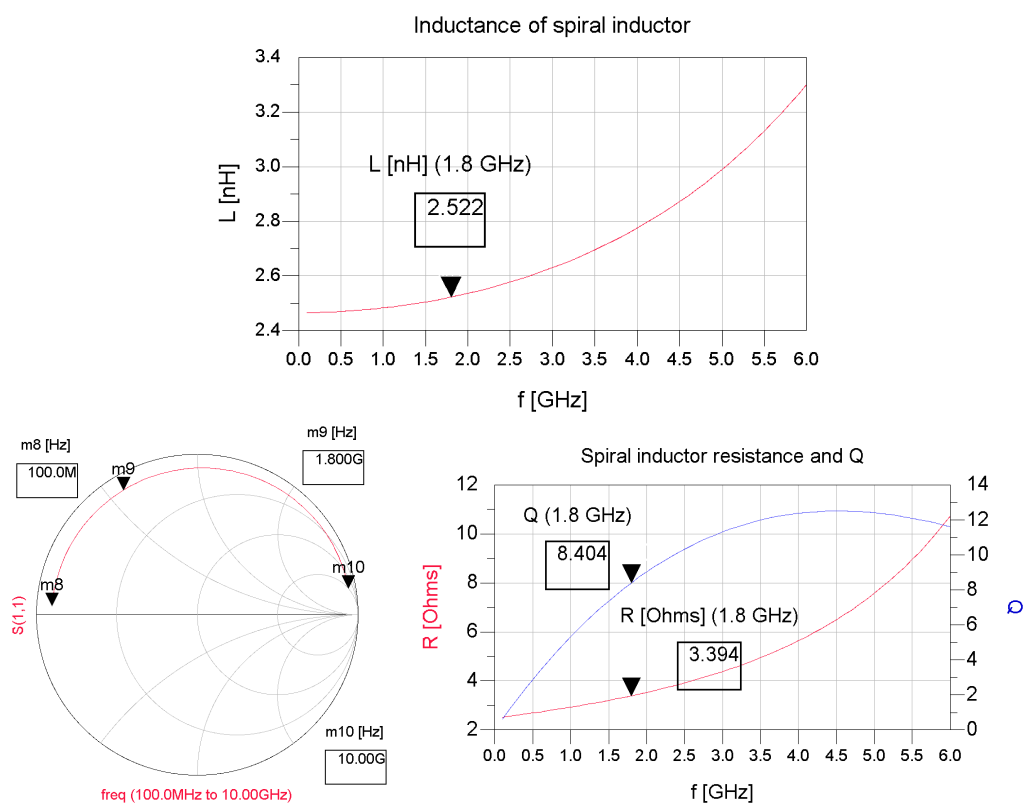 Inductance of spiral inductor
3.4
3.2
3.0
2.8
2.6
2.4
L [nH]
L [nH] (1.8 GHz)
2.522
0.0 0.5 1.0 1.5 2.0 2.5 3.0 3.5 4.0 4.5 5.0 5.5 6.0
f [GHz]
m8 [Hz]
100.0M
m9 [Hz]
1.800G
m9
m8
m10
S(1,1)
m10 [Hz]
10.00G
freq (100.0MHz to 10.00GHz)
Spiral inductor resistance and Q
12
10
8
6
4
2
R [Ohms]
Q (1.8 GHz)
8.404
R [Ohms] (1.8 GHz)
3.394
14
12
10
8
6
4
2
0
Q
0.0 0.5 1.0 1.5 2.0 2.5 3.0 3.5 4.0 4.5 5.0 5.5 6.0
f [GHz]